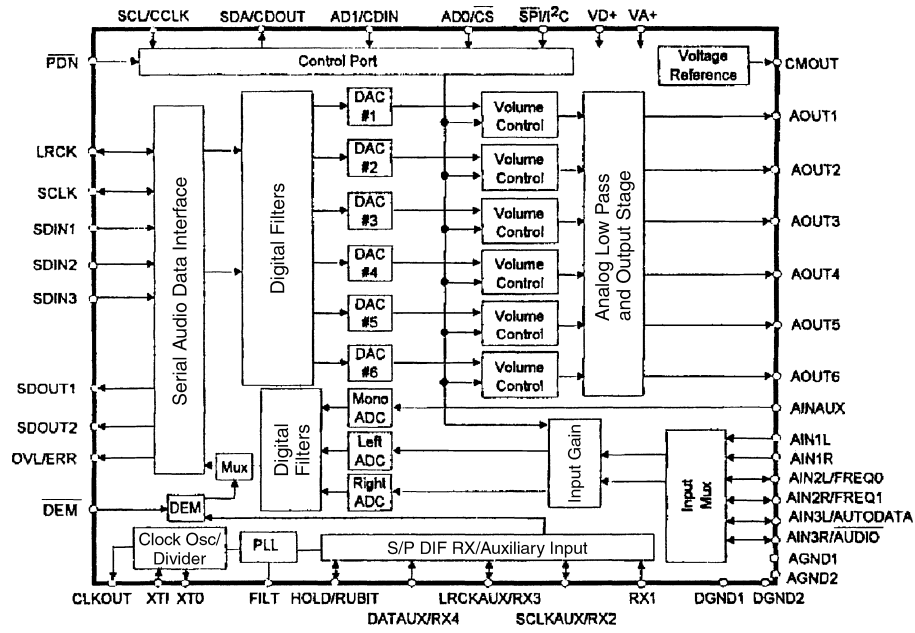 SCL/CCLK SDA/CDOUT AD1/CDIN AD0/CS SPI/I²C VD+ VA+
PDN
Control Port
Voltage
Reference
CMOUT
LRCK
SCLK
SDIN1
SDIN2
SDIN3
SDOUT1
SDOUT2
OVL/ERR
DEM
Serial Audio Data Interface
Digital Filters
DAC
#1
DAC
#2
DAC
#3
DAC
#4
DAC
#5
DAC
#6
Volume
Control
Volume
Control
Volume
Control
Volume
Control
Volume
Control
Volume
Control
Analog Low Pass
and Output Stage
AOUT1
AOUT2
AOUT3
AOUT4
AOUT5
AOUT6
Digital
Filters
Mono
ADC
Left
ADC
Right
ADC
Input Gain
Input
Mux
AINAUX
AIN1L
AIN1R
AIN2L/FREQ0
AIN2R/FREQ1
AIN3L/AUTODATA
AIN3R/AUDIO
AGND1
AGND2
Mux
DEM
Clock Osc/
Divider
PLL
S/P DIF RX/Auxiliary Input
CLKOUT XTI XT0 FILT HOLD/RUBIT LRCKAUX/RX3 RX1 DGND1 DGND2
DATAUX/RX4 SCLKAUX/RX2